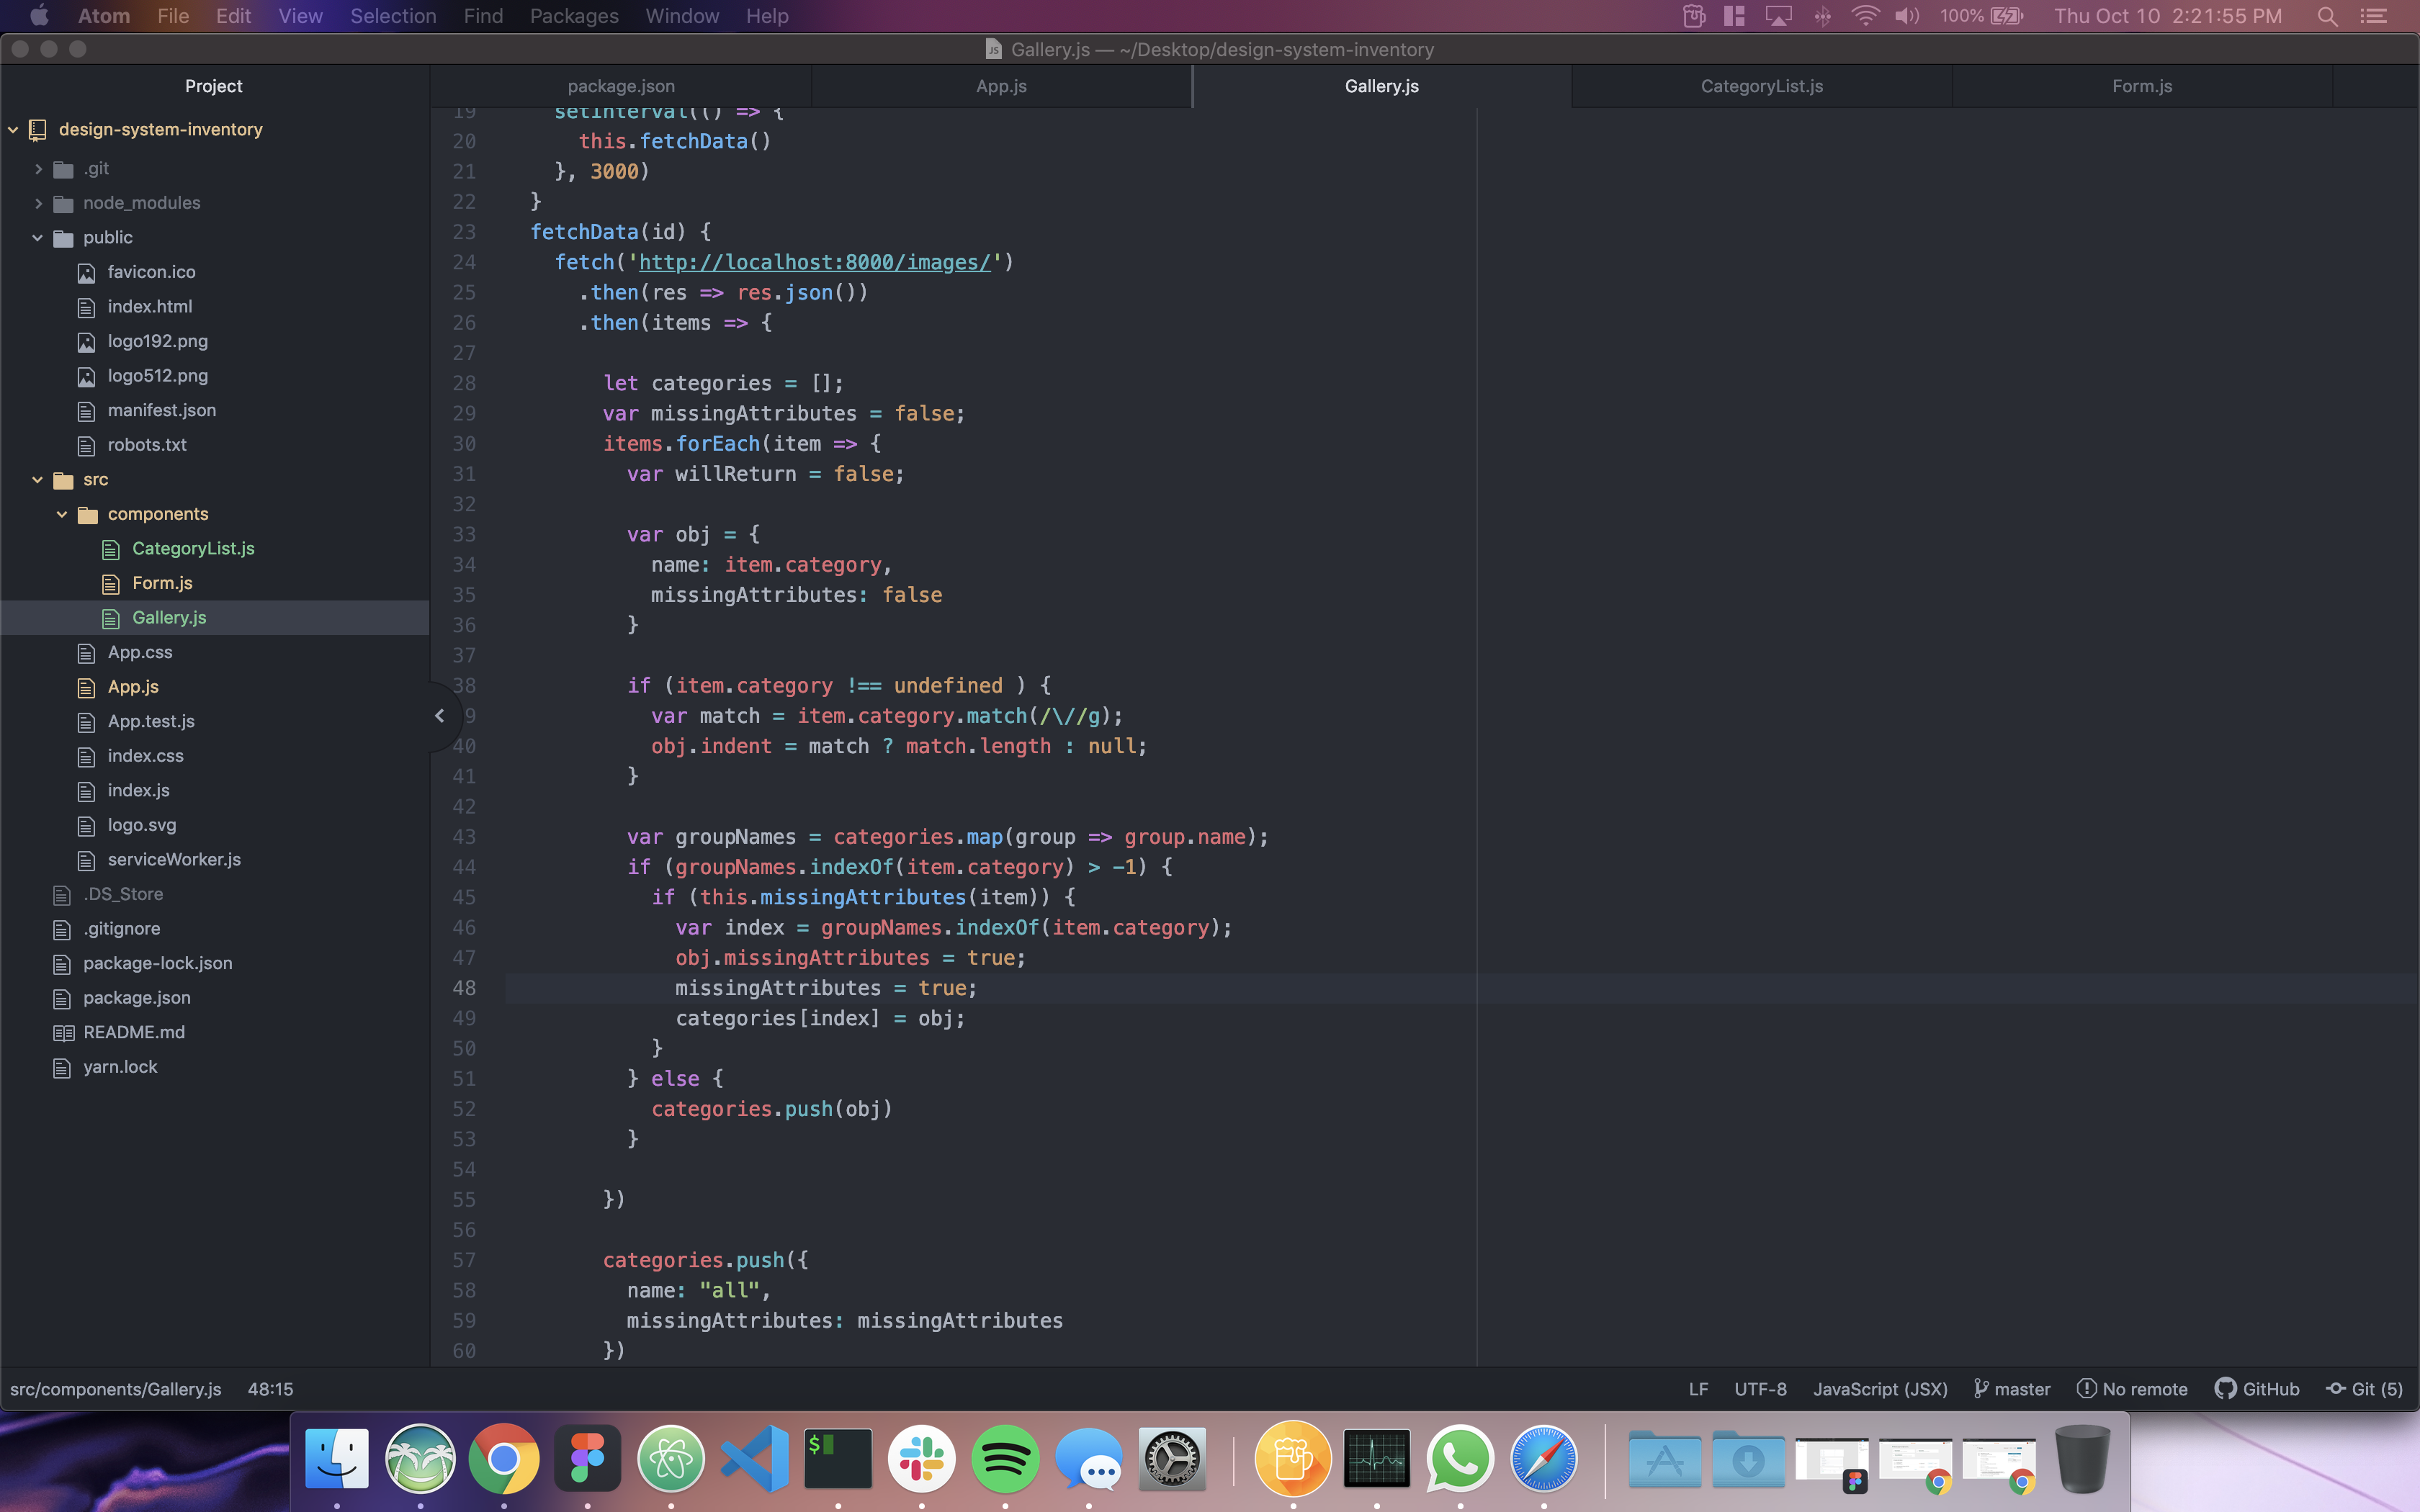 Atom File Edit View Selection Find Packages Window Help 100% Thu Oct 10 2:21:55 PM
Gallery.js — ~/Desktop/design-system-inventory
Project package.json App.js Gallery.js CategoryList.js Form.js
design-system-inventory
.git
node_modules
public
favicon.ico
index.html
logo192.png
logo512.png
manifest.json
robots.txt
src
components
CategoryList.js
Form.js
Gallery.js
App.css
App.js
App.test.js
index.css
index.js
logo.svg
serviceWorker.js
.DS_Store
.gitignore
package-lock.json
package.json
README.md
yarn.lock
19 setInterval(() => {
20 this.fetchData()
21 }, 3000)
22 }
23 fetchData(id) {
24 fetch('http://localhost:8000/images/')
25 .then(res => res.json())
26 .then(items => {
27
28 let categories = [];
29 var missingAttributes = false;
30 items.forEach(item => {
31 var willReturn = false;
32
33 var obj = {
34 name: item.category,
35 missingAttributes: false
36 }
37
38 if (item.category !== undefined ) {
9 var match = item.category.match(/\//g);
40 obj.indent = match ? match.length : null;
41 }
42
43 var groupNames = categories.map(group => group.name);
44 if (groupNames.indexOf(item.category) > -1) {
45 if (this.missingAttributes(item)) {
46 var index = groupNames.indexOf(item.category);
47 obj.missingAttributes = true;
48 missingAttributes = true;
49 categories[index] = obj;
50 }
51 } else {
52 categories.push(obj)
53 }
54
55 })
56
57 categories.push({
58 name: "all",
59 missingAttributes: missingAttributes
60 })
src/components/Gallery.js 48:15 LF UTF-8 JavaScript (JSX) master No remote GitHub Git (5)
$